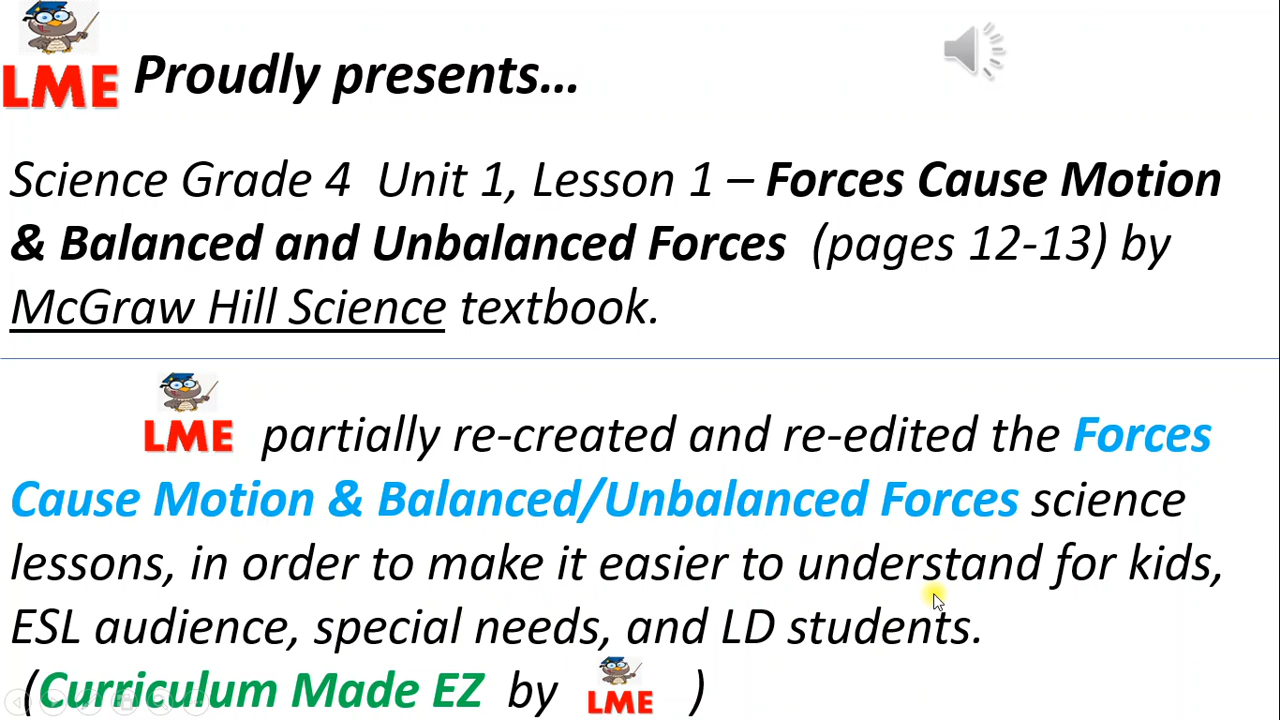 LME Proudly presents...
Science Grade 4 Unit 1, Lesson 1 – Forces Cause Motion
& Balanced and Unbalanced Forces (pages 12-13) by
McGraw Hill Science textbook.
LME partially re-created and re-edited the Forces
Cause Motion & Balanced/Unbalanced Forces science
lessons, in order to make it easier to understand for kids,
ESL audience, special needs, and LD students.
(Curriculum Made EZ by LME )